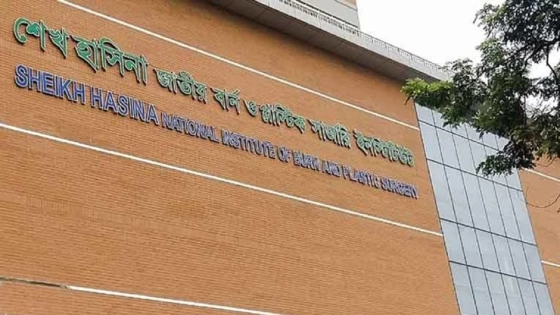 শেখ হাসিনা জাতীয় বার্ন ও প্লাস্টিক সার্জারি ইনস্টিটিউট
SHEIKH HASINA NATIONAL INSTITUTE OF BURN AND PLASTIC SURGERY